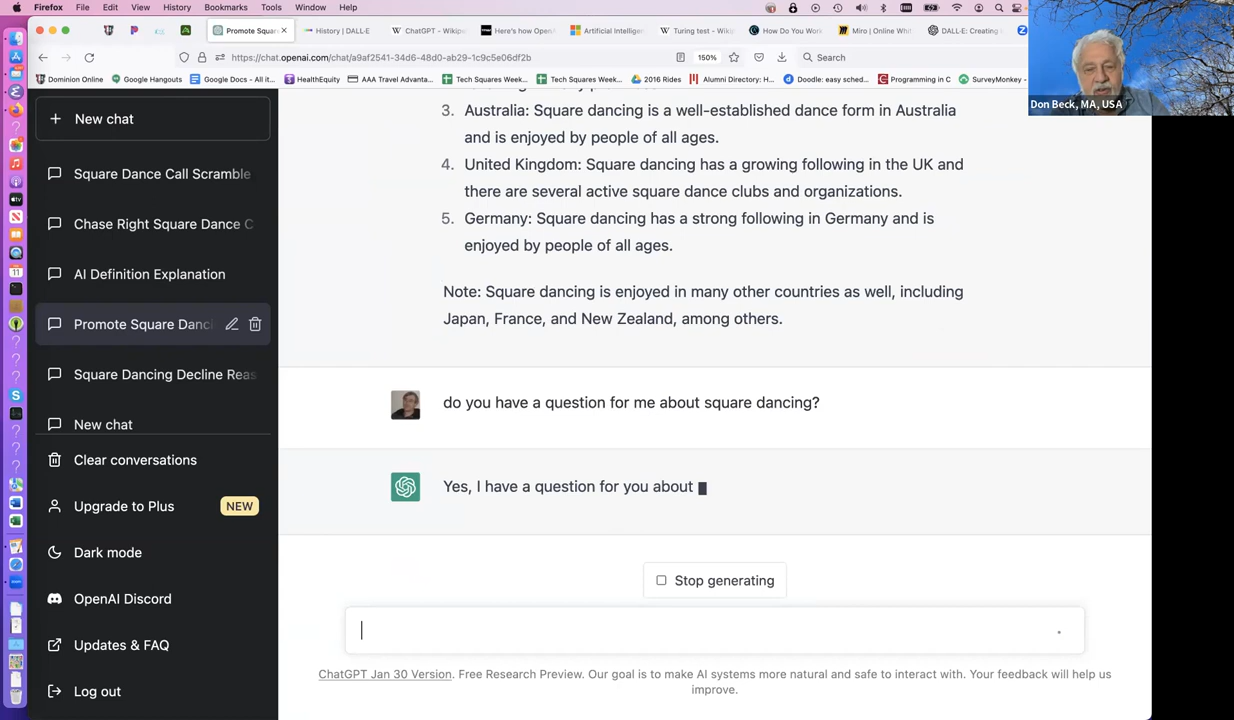 Firefox File Edit View History Bookmarks Tools Window Help
Promote Squar
History | DALL-E
ChatGPT - Wikipe
Here's how Open
Artificial Intellige
Turing test - Wiki
How Do You Work
Miro | Online Whit
DALL·E: Creating
https://chat.openai.com/chat/a9af2541-34d6-48d0-ab29-1c9c5e06df2b
150%
Search
Dominion Online
Google Hangouts
Google Docs - All it...
HealthEquity
AAA Travel Advanta...
Tech Squares Week...
Tech Squares Week...
2016 Rides
Alumni Directory: H...
Doodle: easy sched...
Programming in C
SurveyMonkey
Don Beck, MA, USA
New chat
Square Dance Call Scramble
Chase Right Square Dance C
AI Definition Explanation
Promote Square Danci
Square Dancing Decline Reas
New chat
Clear conversations
Upgrade to Plus NEW
Dark mode
OpenAI Discord
Updates & FAQ
Log out
3. Australia: Square dancing is a well-established dance form in Australia
and is enjoyed by people of all ages.
4. United Kingdom: Square dancing has a growing following in the UK and
there are several active square dance clubs and organizations.
5. Germany: Square dancing has a strong following in Germany and is
enjoyed by people of all ages.
Note: Square dancing is enjoyed in many other countries as well, including
Japan, France, and New Zealand, among others.
do you have a question for me about square dancing?
Yes, I have a question for you about
Stop generating
ChatGPT Jan 30 Version. Free Research Preview. Our goal is to make AI systems more natural and safe to interact with. Your feedback will help us
improve.